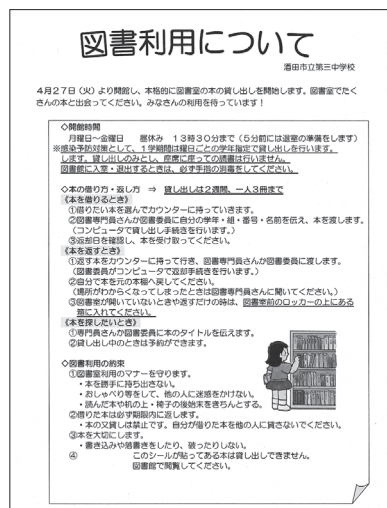 図書利用について
酒田市立第三中学校
4月27日（火）より開館し、本格的に図書室の本の貸し出しを開始します。図書室でたく
さんの本と出会ってください。みなさんの利用を待っています！
◇開館時間
月曜日～金曜日　昼休み　13時30分まで（5分前には退室の準備をします）
※感染予防対策として、1学期間は曜日ごとの学年指定で貸し出しを行います。
します。貸し出しのみとし、座席に座っての読書は行いません。
図書館に入室・退出するときは、必ず手指の消毒をしてください。
◇本の借り方・返し方　⇒　貸し出しは2週間、一人3冊まで
《本を借りるとき》
①借りたい本を選んでカウンターに持っていきます。
②図書専門員さんか図書委員に自分の学年・組・番号・名前を伝え、本を渡します。
（コンピュータで貸し出し手続きを行います。）
③返却日を確認し、本を受け取ってください。
《本を返すとき》
①返す本をカウンターに持って行き、図書専門員さんか図書委員に渡します。
（図書委員がコンピュータで返却手続きを行います。）
②自分で本を元の本棚へ戻してください。
（場所がわからなくなってしまったときは図書専門員さんに聞いてください。）
③図書室が開いていないときや返すだけの時は、図書室前のロッカーの上にある
箱に入れてください。
《本を探したいとき》
①専門員さんか図書委員に本のタイトルを伝えます。
②貸し出し中のときは予約ができます。
◇図書館利用の約束
①図書室利用のマナーを守ります。
・本を勝手に持ち出さない。
・おしゃべり等をして、他の人に迷惑をかけない。
・読んだ本や机の上・椅子の後始末をきちんとする。
②借りた本は必ず期限内に返します。
・本の又貸しは禁止です。自分が借りた本を他の人に貸さないでください。
③本を大切にします。
・書き込みや落書きをしたり、破ったりしない。
④　このシールが貼ってある本は貸し出しできません。
図書館で閲覧してください。